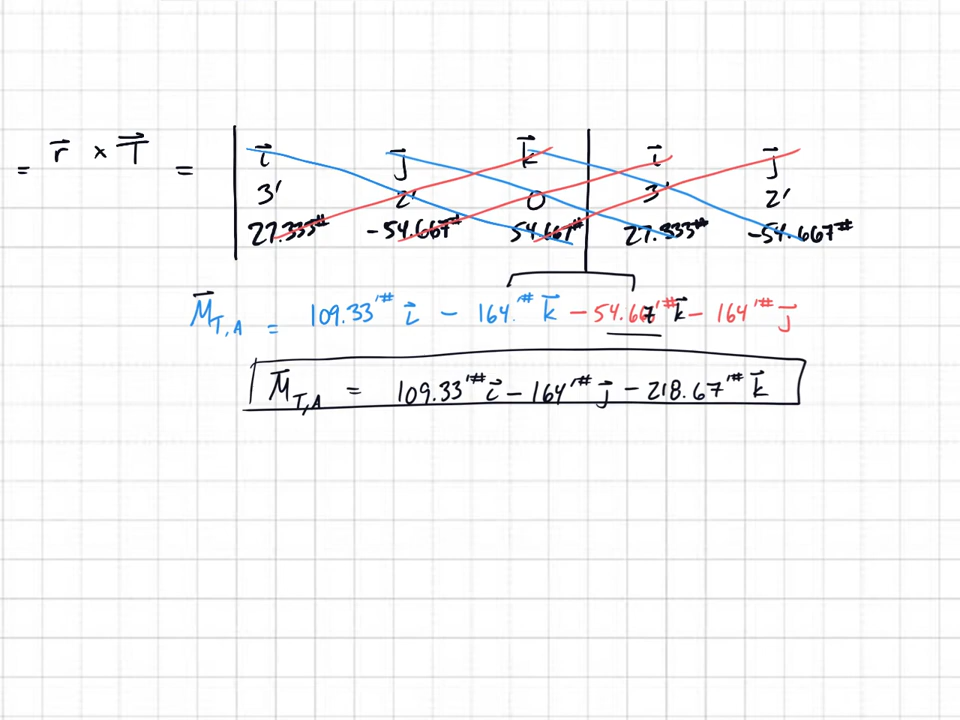 = r⃗ × T⃗ = | i⃗ j⃗ k⃗ | i⃗ j⃗
3' 2' 0 3' 2'
27.333# -54.667# 54.667# 27.333# -54.667#
M⃗T,A = 109.33'# i⃗ - 164.'# k⃗ - 54.667'# k⃗ - 164'# j⃗
M⃗T,A = 109.33'# i⃗ - 164'# j⃗ - 218.67'# k⃗